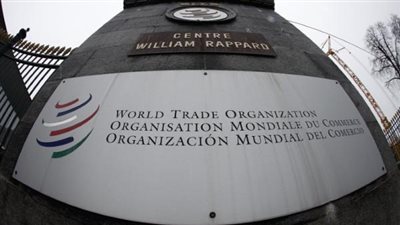 CENTRE
WILLIAM RAPPARD
WORLD TRADE ORGANIZATION
ORGANISATION MONDIALE DU COMMERCE
ORGANIZACIÓN MUNDIAL DEL COMERCIO